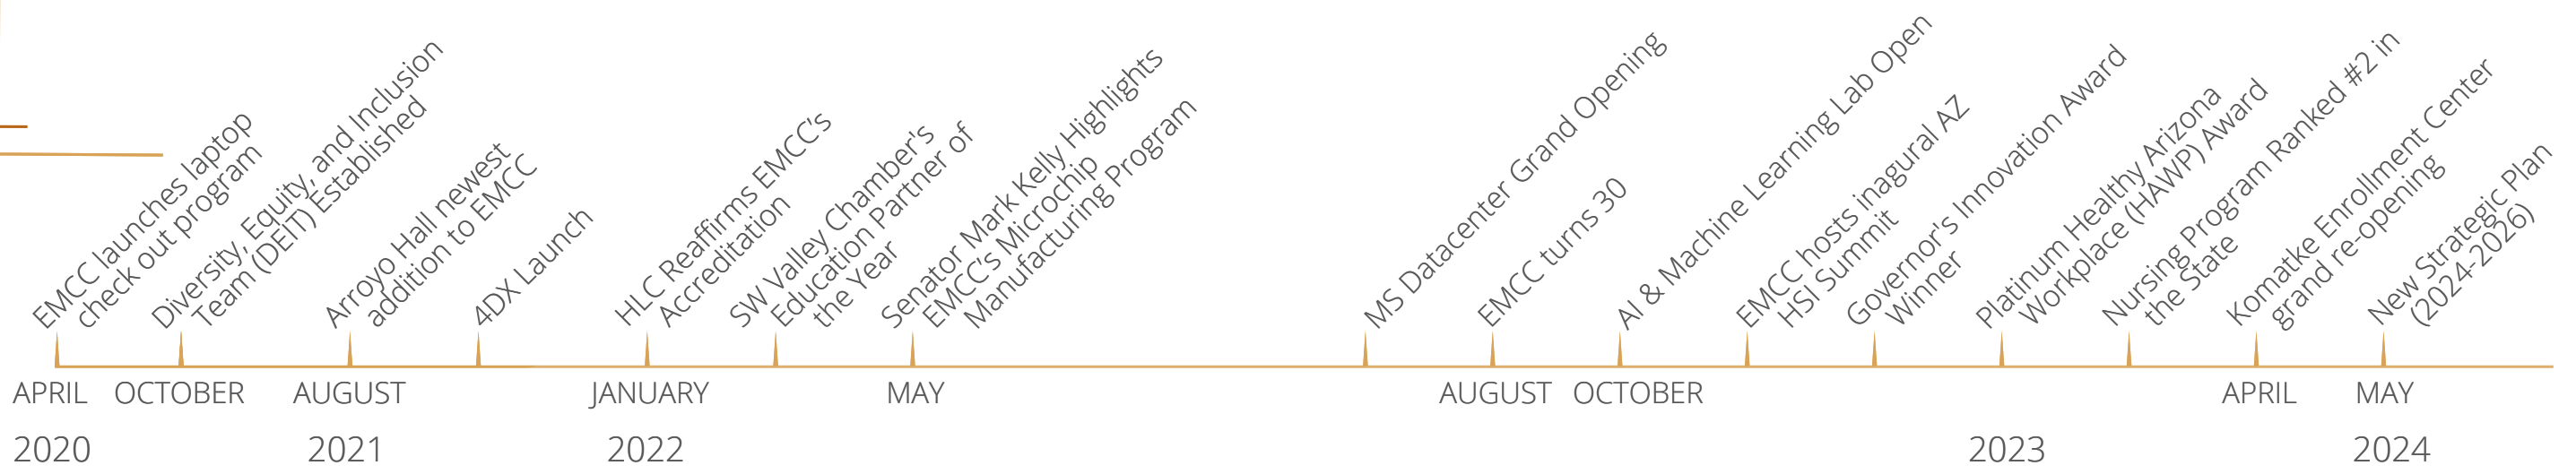 EMCC launches laptop
check out program
Diversity, Equity, and Inclusion
Team (DEIT) Established
Arroyo Hall newest
addition to EMCC
4DX Launch
HLC Reaffirms EMCC's
Accreditation
SW Valley Chamber's
Education Partner of
the Year
Senator Mark Kelly Highlights
EMCC's Microchip
Manufacturing Program
MS Datacenter Grand Opening
EMCC turns 30
AI & Machine Learning Lab Open
EMCC hosts inagural AZ
HSI Summit
Governor's Innovation Award
Winner
Platinum Healthy Arizona
Workplace (HAWP) Award
Nursing Program Ranked #2 in
the State
Komatke Enrollment Center
grand re-opening
New Strategic Plan
(2024-2026)
APRIL OCTOBER AUGUST JANUARY MAY AUGUST OCTOBER APRIL MAY
2020 2021 2022 2023 2024